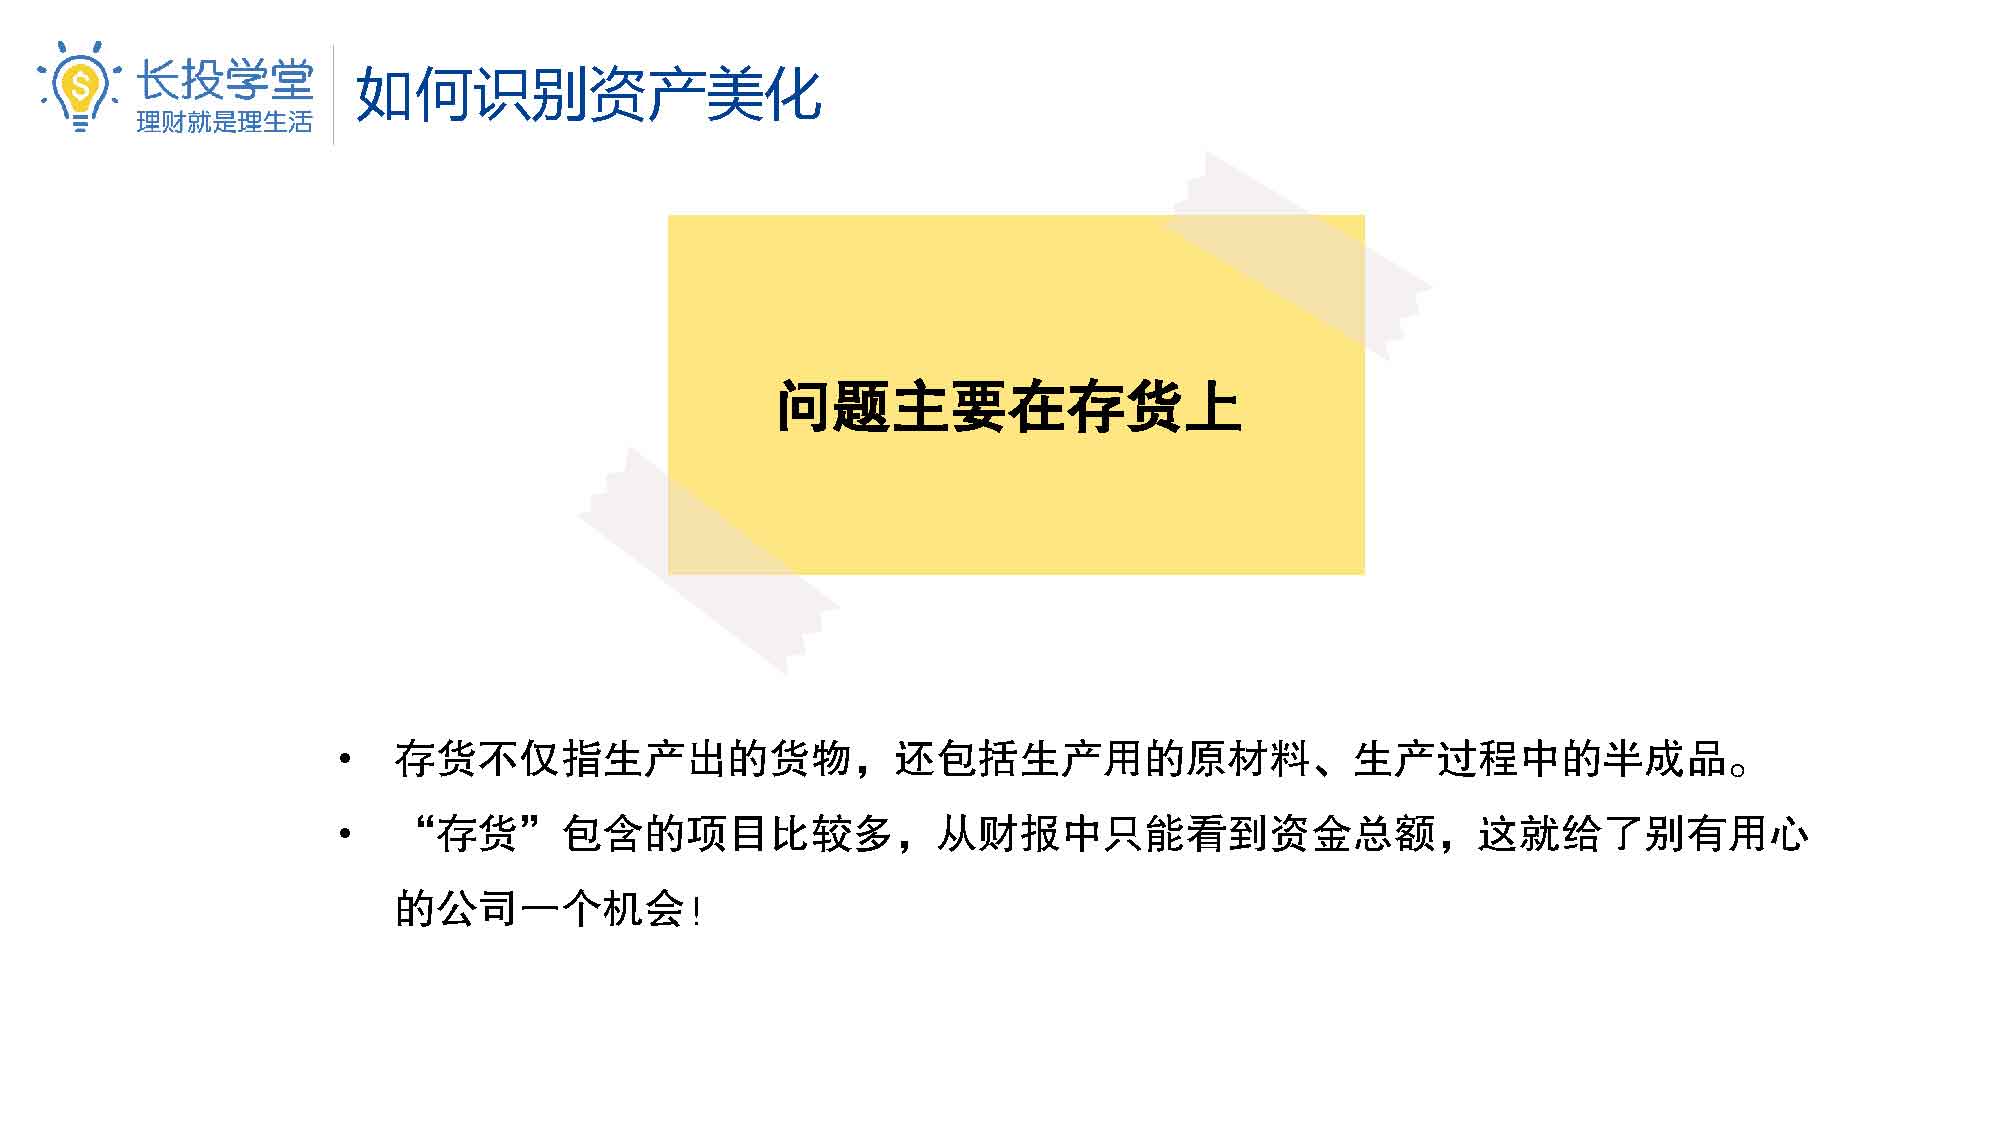 长投学堂
理财就是理生活
如何识别资产美化
问题主要在存货上
• 存货不仅指生产出的货物，还包括生产用的原材料、生产过程中的半成品。
• “存货”包含的项目比较多，从财报中只能看到资金总额，这就给了别有用心
的公司一个机会！